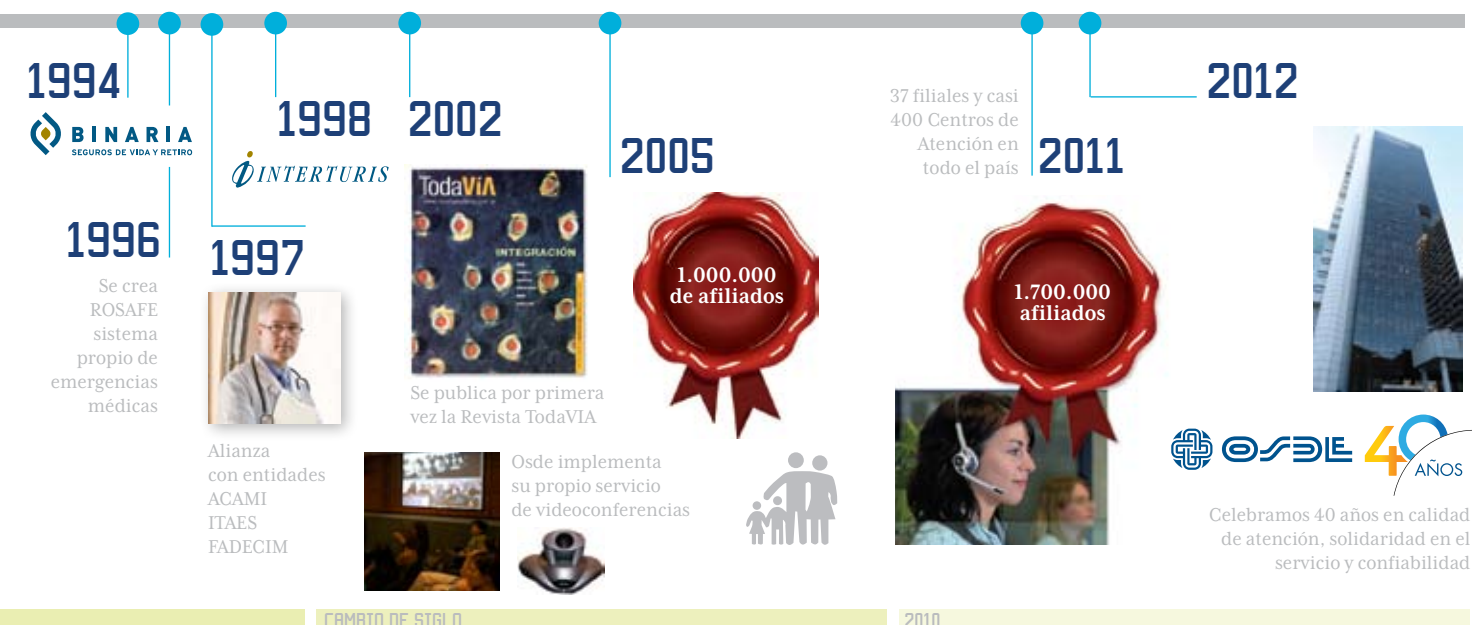 1994
BINARIA
SEGUROS DE VIDA Y RETIRO
1996
Se crea
ROSAFE
sistema
propio de
emergencias
médicas
1997
Alianza
con entidades
ACAMI
ITAES
FADECIM
1998
INTERTURIS
2002
TodaVIA
INTEGRACIÓN
Se publica por primera
vez la Revista TodaVIA
Osde implementa
su propio servicio
de videoconferencias
2005
1.000.000
de afiliados
37 filiales y casi
400 Centros de
Atención en
todo el país
2011
1.700.000
afiliados
2012
OSDE 40
AÑOS
Celebramos 40 años en calidad
de atención, solidaridad en el
servicio y confiabilidad
CAMBIO DE SIGLO
2010